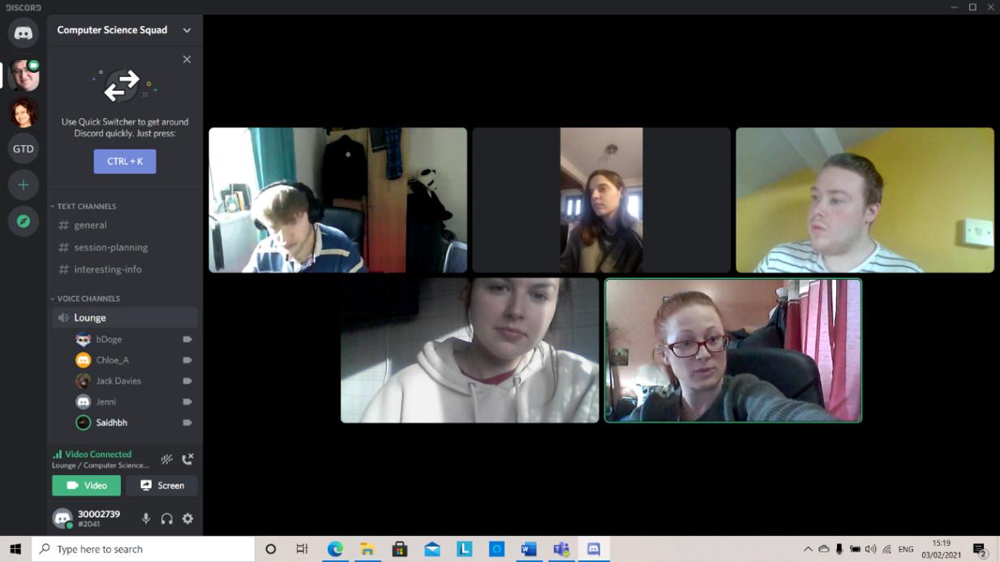 DISCORD
Computer Science Squad
Use Quick Switcher to get around
Discord quickly. Just press:
CTRL + K
GTD
TEXT CHANNELS
# general
# session-planning
# interesting-info
VOICE CHANNELS
Lounge
bDoge
Chloe_A
Jack Davies
Jenni
Saidhbh
Video Connected
Lounge / Computer Science...
Video
Screen
30002739
#2041
Type here to search
ENG
15:19
03/02/2021
2